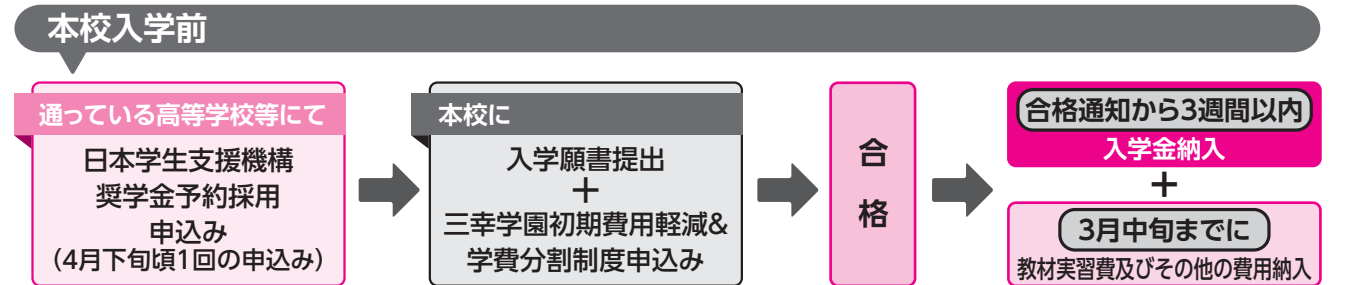 本校入学前
通っている高等学校等にて
日本学生支援機構
奨学金予約採用
申込み
（4月下旬頃1回の申込み）
本校に
入学願書提出
＋
三幸学園初期費用軽減&
学費分割制度申込み
合
格
合格通知から3週間以内
入学金納入
＋
3月中旬までに
教材実習費及びその他の費用納入